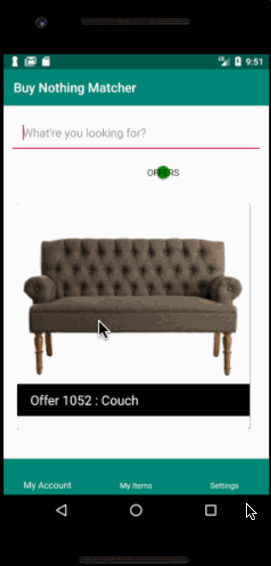 9:51
Buy Nothing Matcher
What're you looking for?
OFFERS
Offer 1052 : Couch
My Account My Items Settings